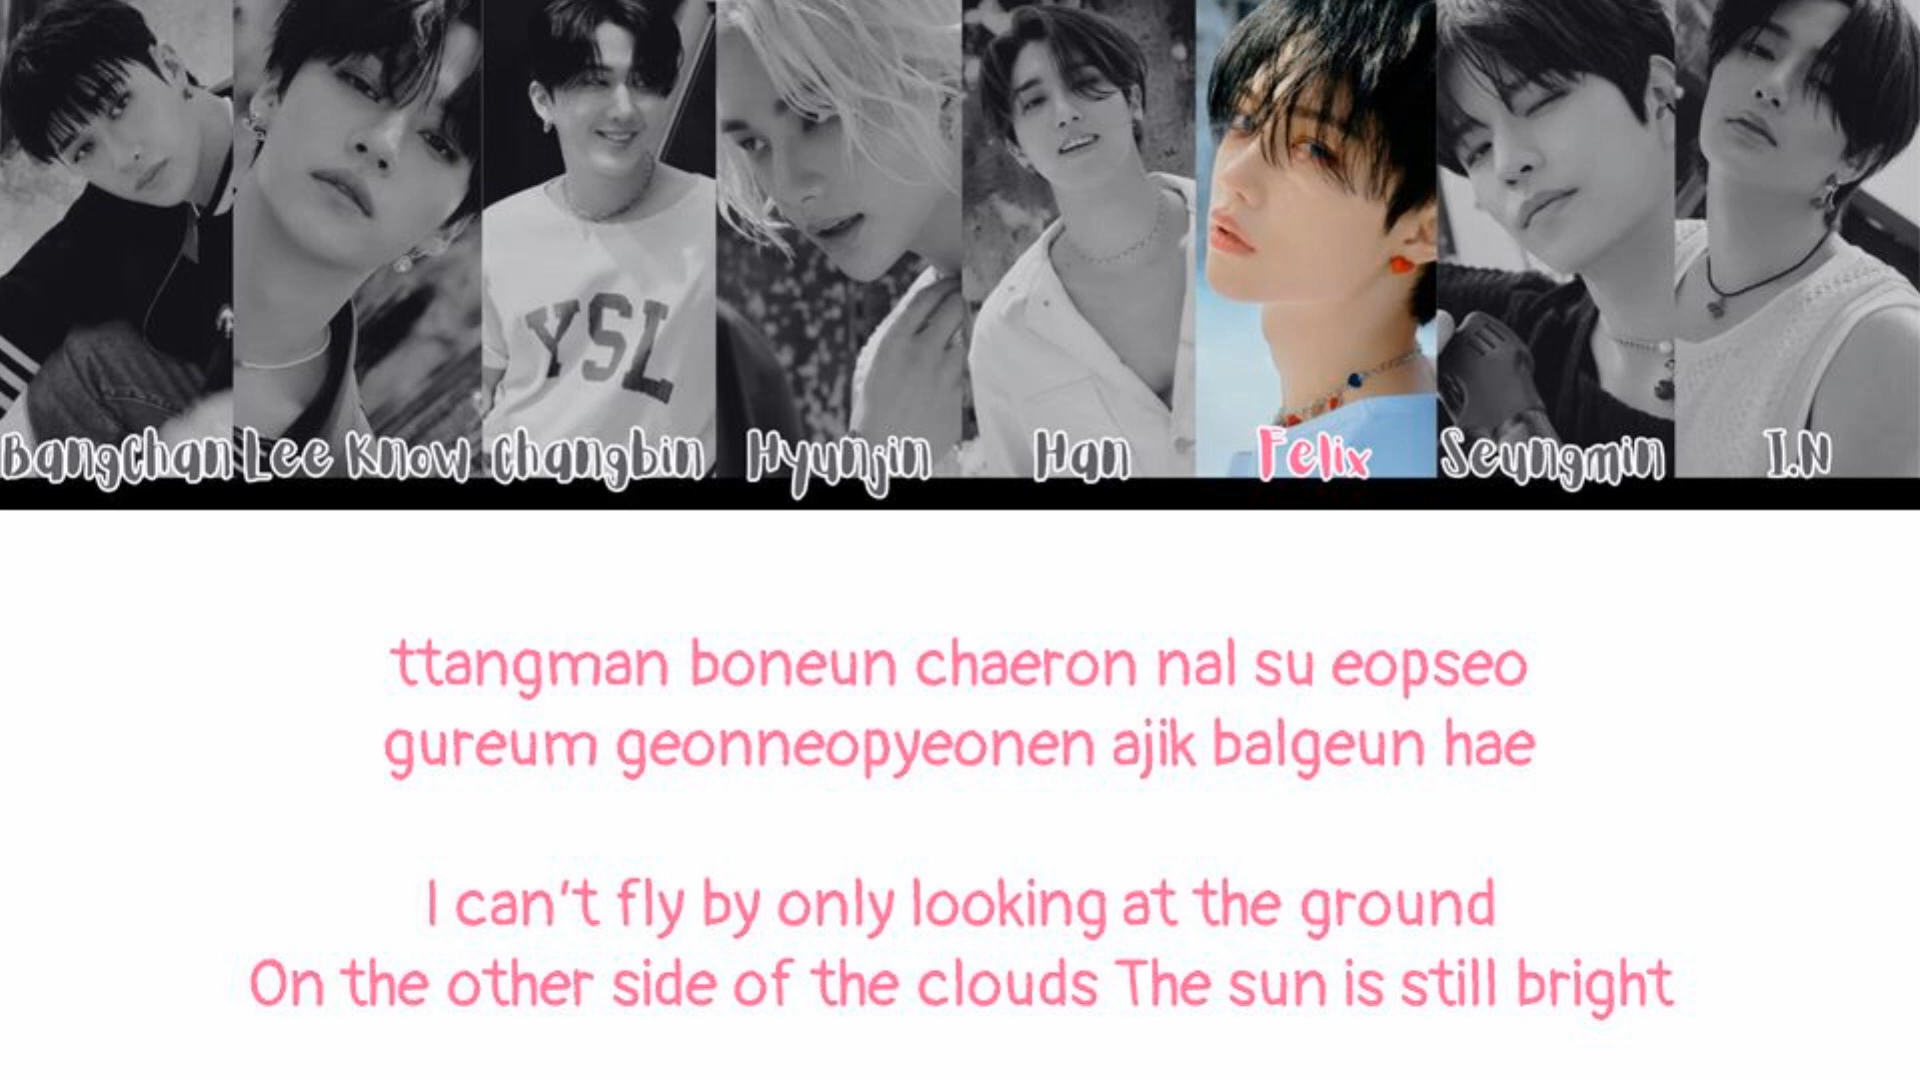 YSL
BangChan Lee Know Changbin Hyunjin Han Felix Seungmin I.N
ttangman boneun chaeron nal su eopseo
gureum geonneopyeonen ajik balgeun hae
I can't fly by only looking at the ground
On the other side of the clouds The sun is still bright